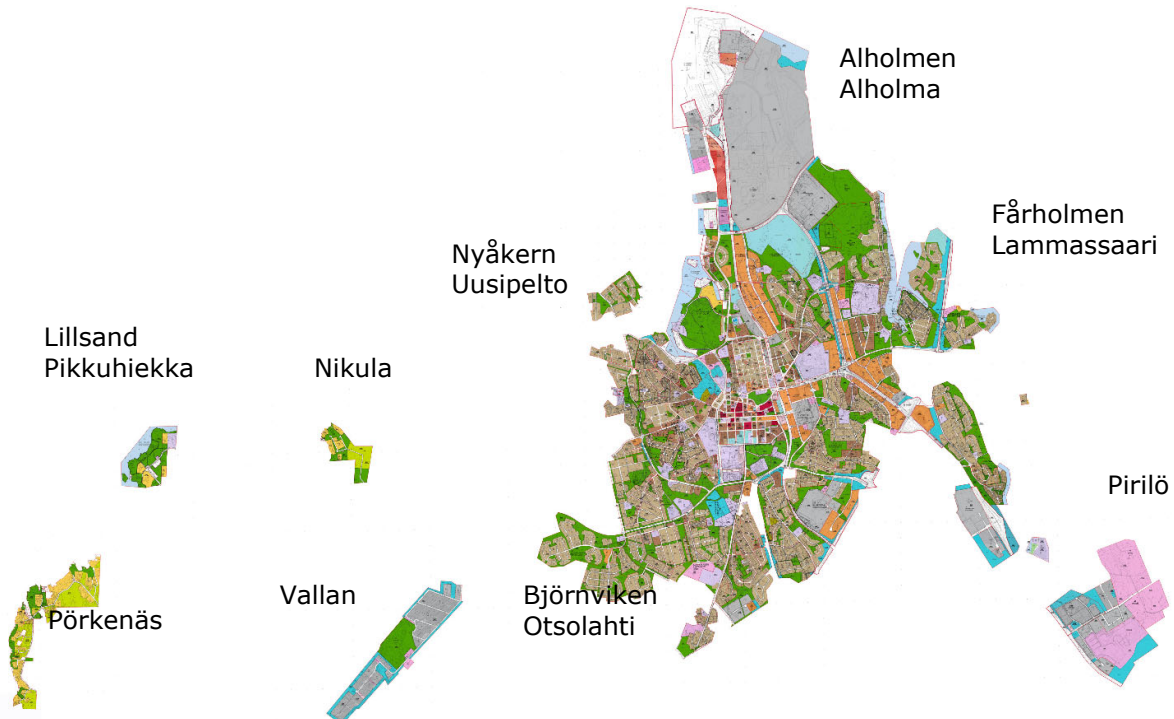 Alholmen
Alholma
Fårholmen
Lammassaari
Nyåkern
Uusipelto
Lillsand
Pikkuhiekka
Nikula
Pirilö
Pörkenäs
Vallan
Björnviken
Otsolahti